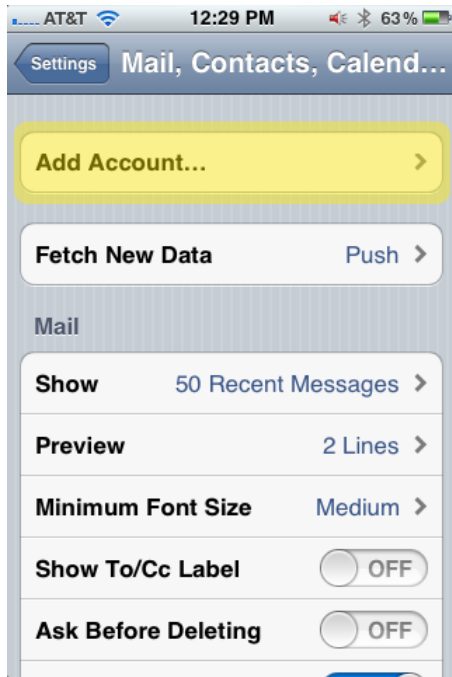 AT&T 12:29 PM 63%
Settings Mail, Contacts, Calend...
Add Account...
Fetch New Data Push
Mail
Show 50 Recent Messages
Preview 2 Lines
Minimum Font Size Medium
Show To/Cc Label OFF
Ask Before Deleting OFF